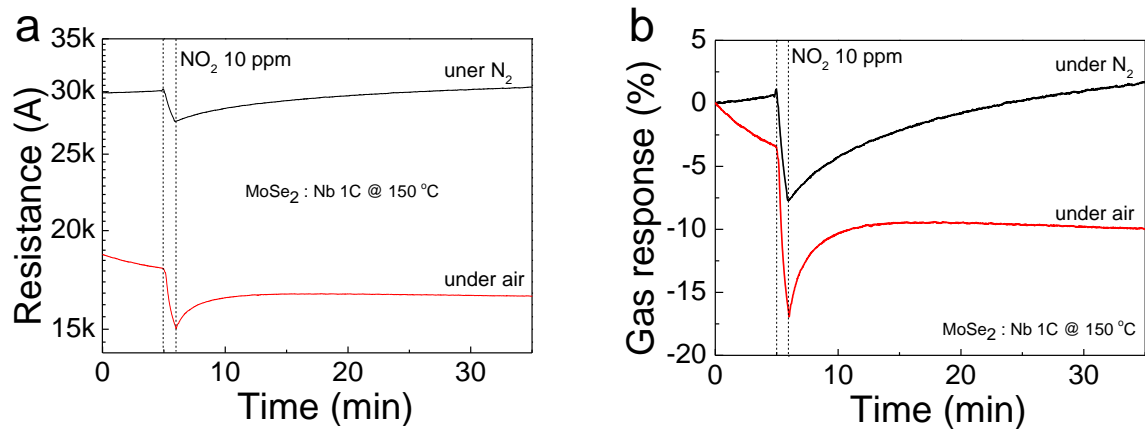 a
35k
30k
25k
20k
15k
Resistance (A)
NO2 10 ppm
uner N2
MoSe2 : Nb 1C @ 150 °C
under air
0
10
20
30
Time (min)
b
5
0
-5
-10
-15
-20
Gas response (%)
NO2 10 ppm
under N2
under air
MoSe2 : Nb 1C @ 150 °C
0
10
20
30
Time (min)